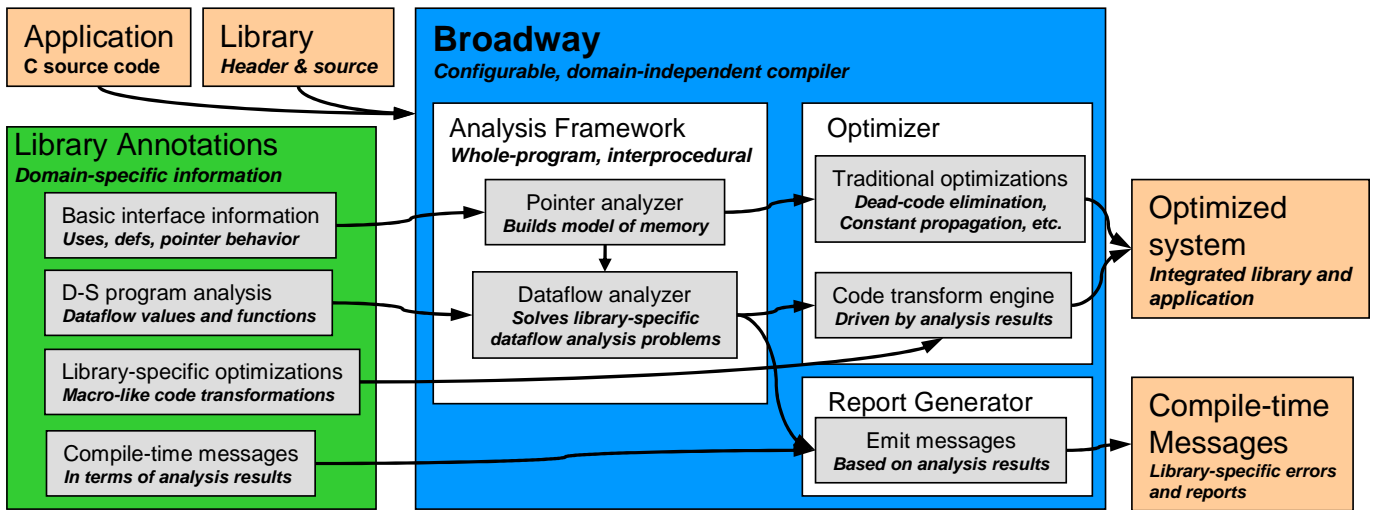 Application
C source code
Library
Header & source
Broadway
Configurable, domain-independent compiler
Library Annotations
Domain-specific information
Basic interface information
Uses, defs, pointer behavior
D-S program analysis
Dataflow values and functions
Library-specific optimizations
Macro-like code transformations
Compile-time messages
In terms of analysis results
Analysis Framework
Whole-program, interprocedural
Pointer analyzer
Builds model of memory
Dataflow analyzer
Solves library-specific
dataflow analysis problems
Optimizer
Traditional optimizations
Dead-code elimination,
Constant propagation, etc.
Code transform engine
Driven by analysis results
Report Generator
Emit messages
Based on analysis results
Optimized
system
Integrated library and
application
Compile-time
Messages
Library-specific errors
and reports